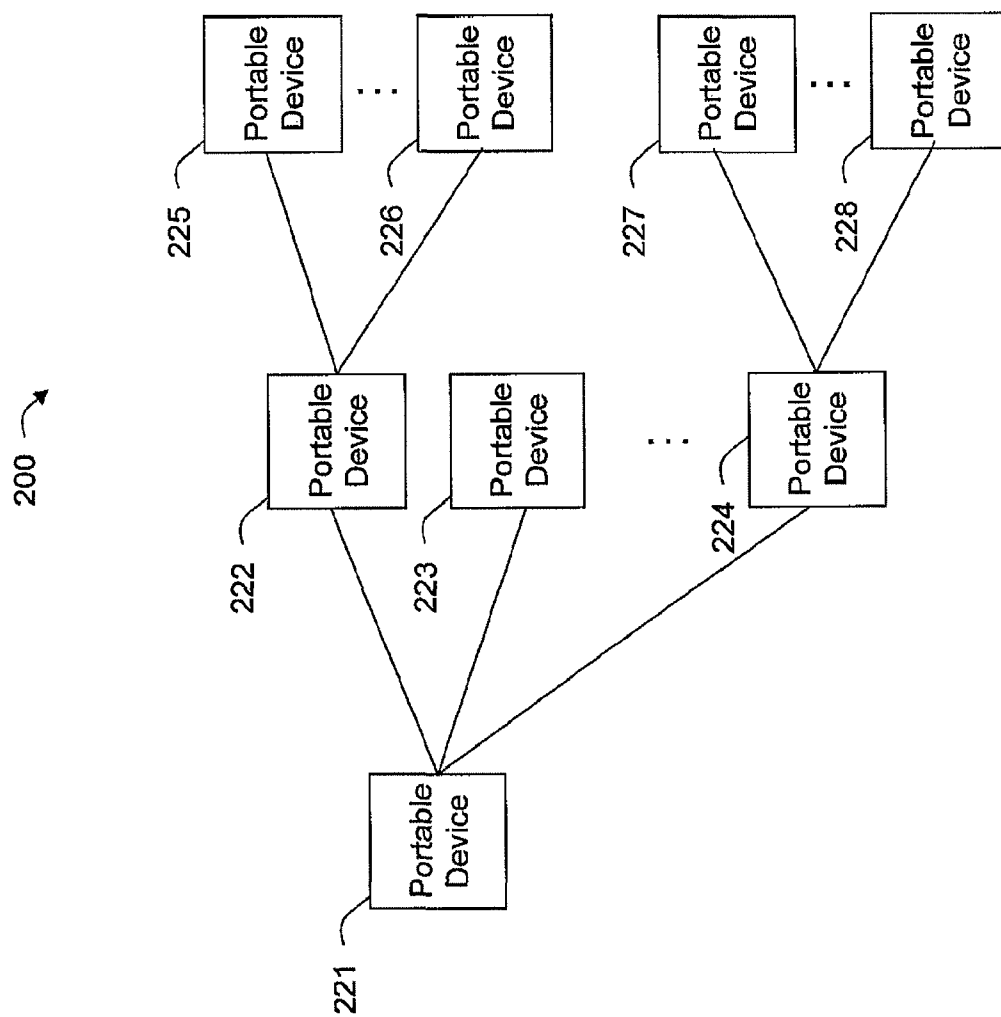 200
221
Portable
Device
222
Portable
Device
223
Portable
Device
...
224
Portable
Device
225
Portable
Device
...
226
Portable
Device
227
Portable
Device
...
228
Portable
Device